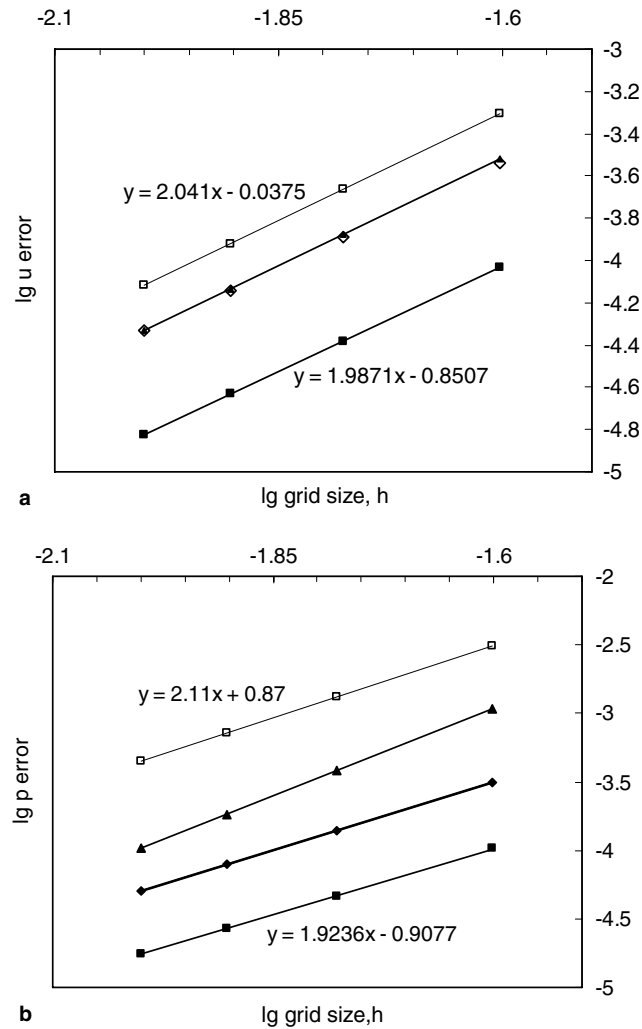 -2.1 -1.85 -1.6
-3
-3.2
-3.4
-3.6
-3.8
-4
-4.2
-4.4
-4.6
-4.8
-5
y = 2.041x - 0.0375
y = 1.9871x - 0.8507
lg u error
a
lg grid size, h
-2.1 -1.85 -1.6
-2
-2.5
-3
-3.5
-4
-4.5
-5
y = 2.11x + 0.87
y = 1.9236x - 0.9077
lg p error
b
lg grid size,h